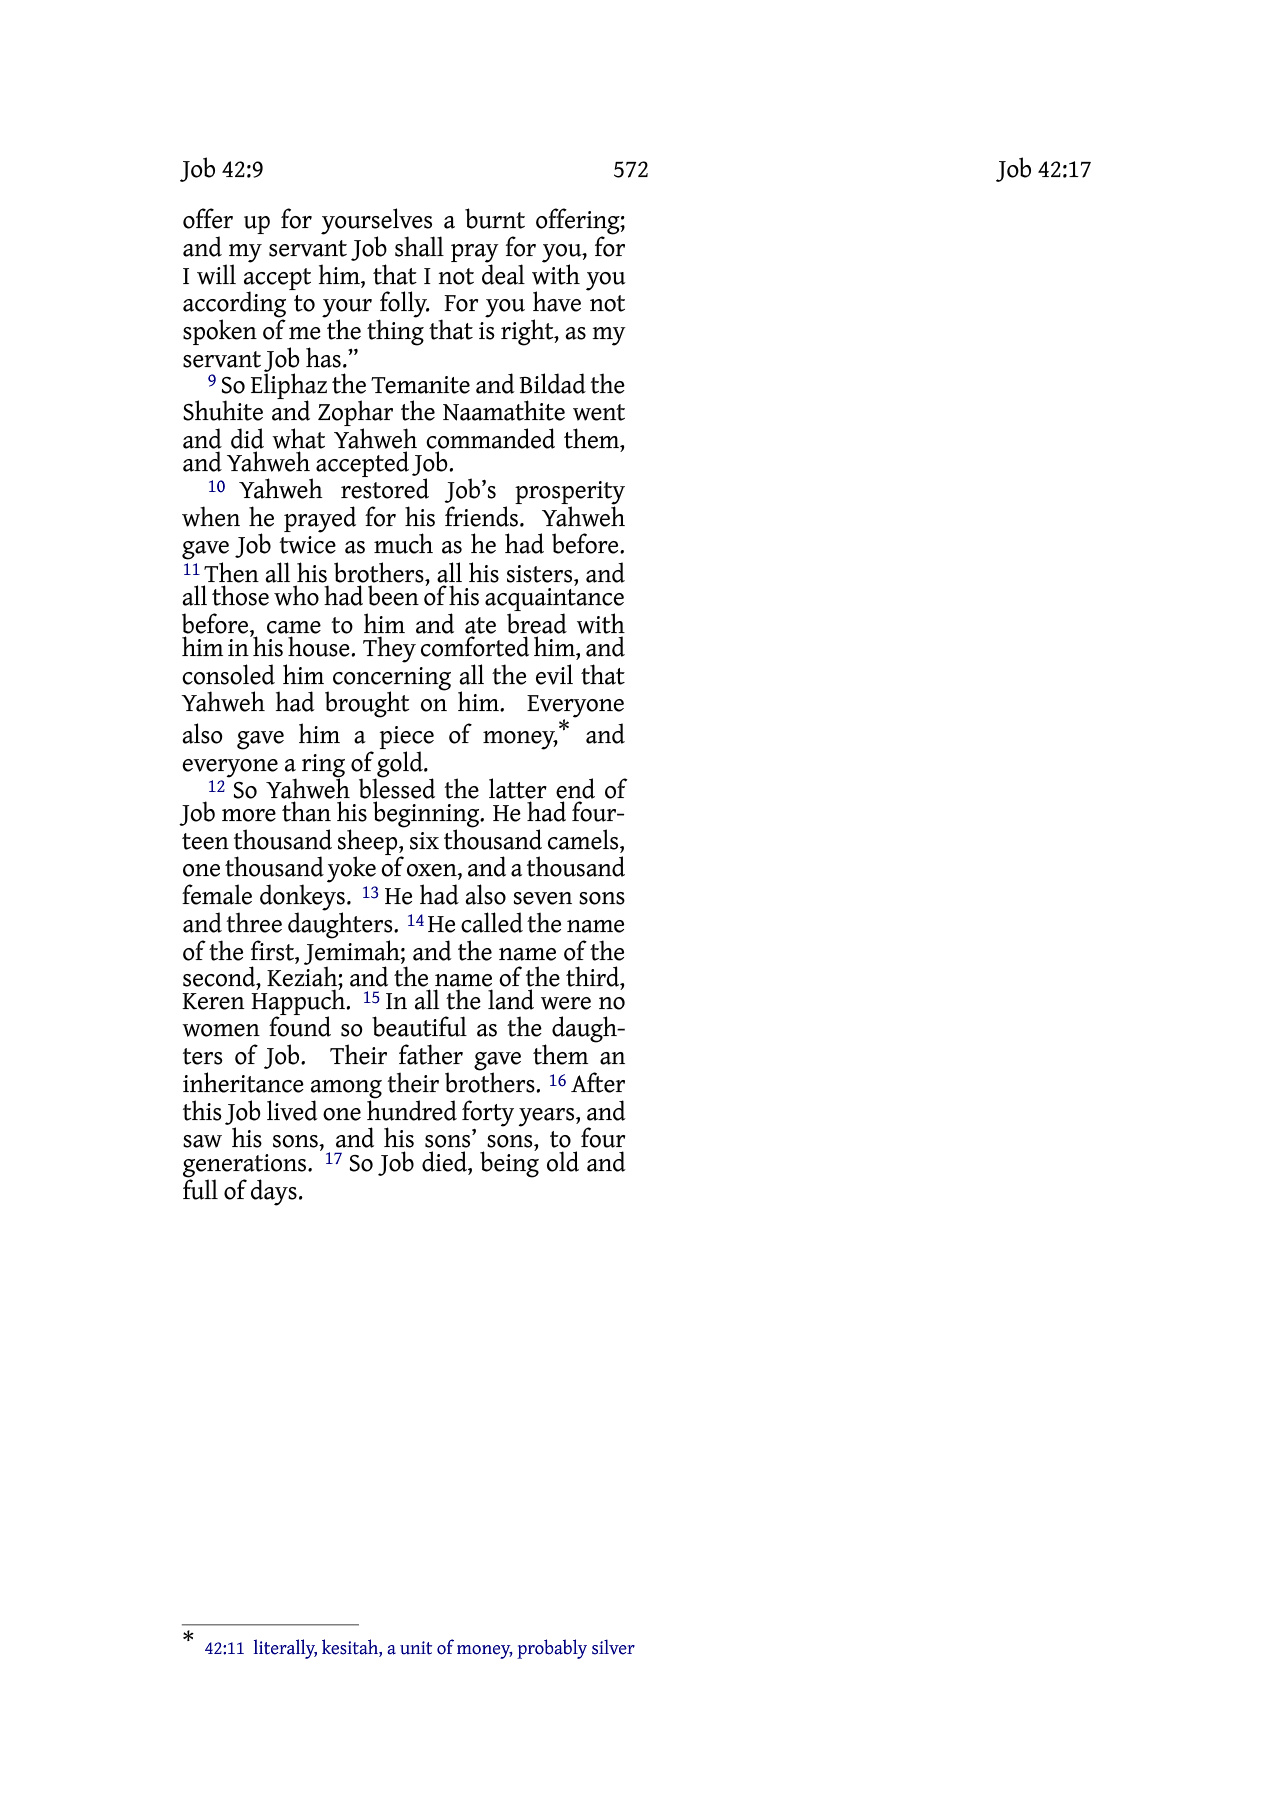 Job 42:9 572 Job 42:17
offer up for yourselves a burnt offering;
and my servant Job shall pray for you, for
I will accept him, that I not deal with you
according to your folly. For you have not
spoken of me the thing that is right, as my
servant Job has.”
9 So Eliphaz the Temanite and Bildad the
Shuhite and Zophar the Naamathite went
and did what Yahweh commanded them,
and Yahweh accepted Job.
10 Yahweh restored Job’s prosperity
when he prayed for his friends. Yahweh
gave Job twice as much as he had before.
11 Then all his brothers, all his sisters, and
all those who had been of his acquaintance
before, came to him and ate bread with
him in his house. They comforted him, and
consoled him concerning all the evil that
Yahweh had brought on him. Everyone
also gave him a piece of money,* and
everyone a ring of gold.
12 So Yahweh blessed the latter end of
Job more than his beginning. He had four-
teen thousand sheep, six thousand camels,
one thousand yoke of oxen, and a thousand
female donkeys. 13 He had also seven sons
and three daughters. 14 He called the name
of the first, Jemimah; and the name of the
second, Keziah; and the name of the third,
Keren Happuch. 15 In all the land were no
women found so beautiful as the daugh-
ters of Job. Their father gave them an
inheritance among their brothers. 16 After
this Job lived one hundred forty years, and
saw his sons, and his sons’ sons, to four
generations. 17 So Job died, being old and
full of days.
* 42:11 literally, kesitah, a unit of money, probably silver